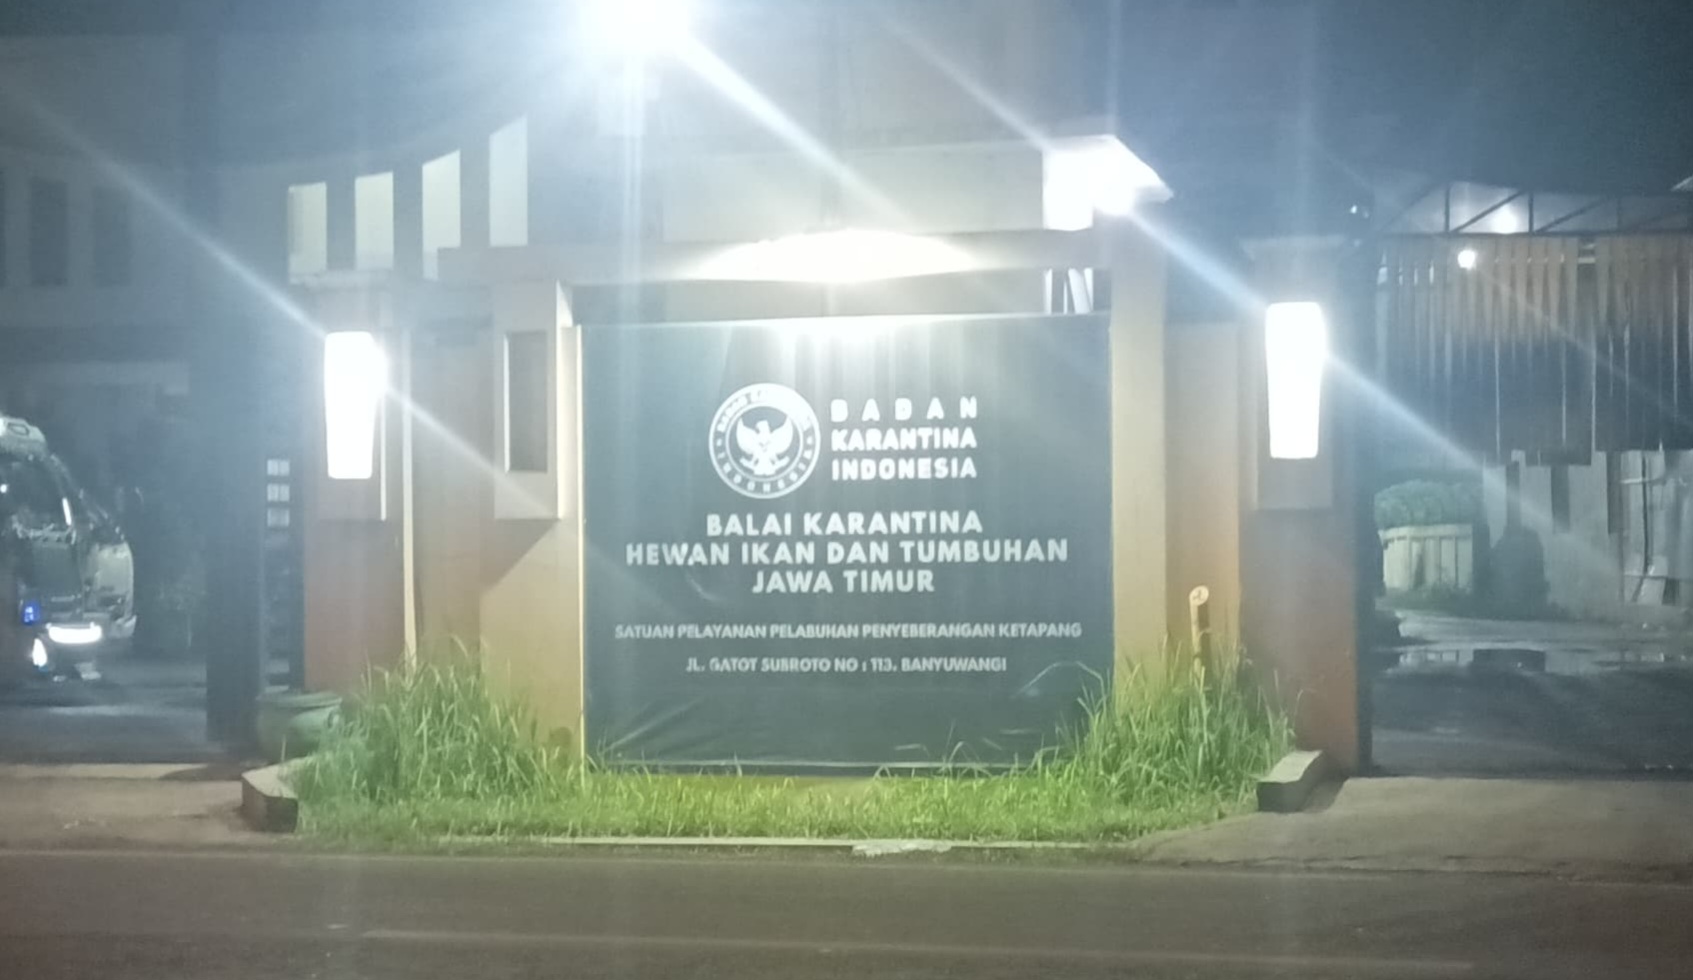 BADAN
KARANTINA
INDONESIA
INDONESIA
BALAI KARANTINA
HEWAN IKAN DAN TUMBUHAN
JAWA TIMUR
SATUAN PELAYANAN PELABUHAN PENYEBERANGAN KETAPANG
JL. GATOT SUBROTO NO : 113. BANYUWANGI